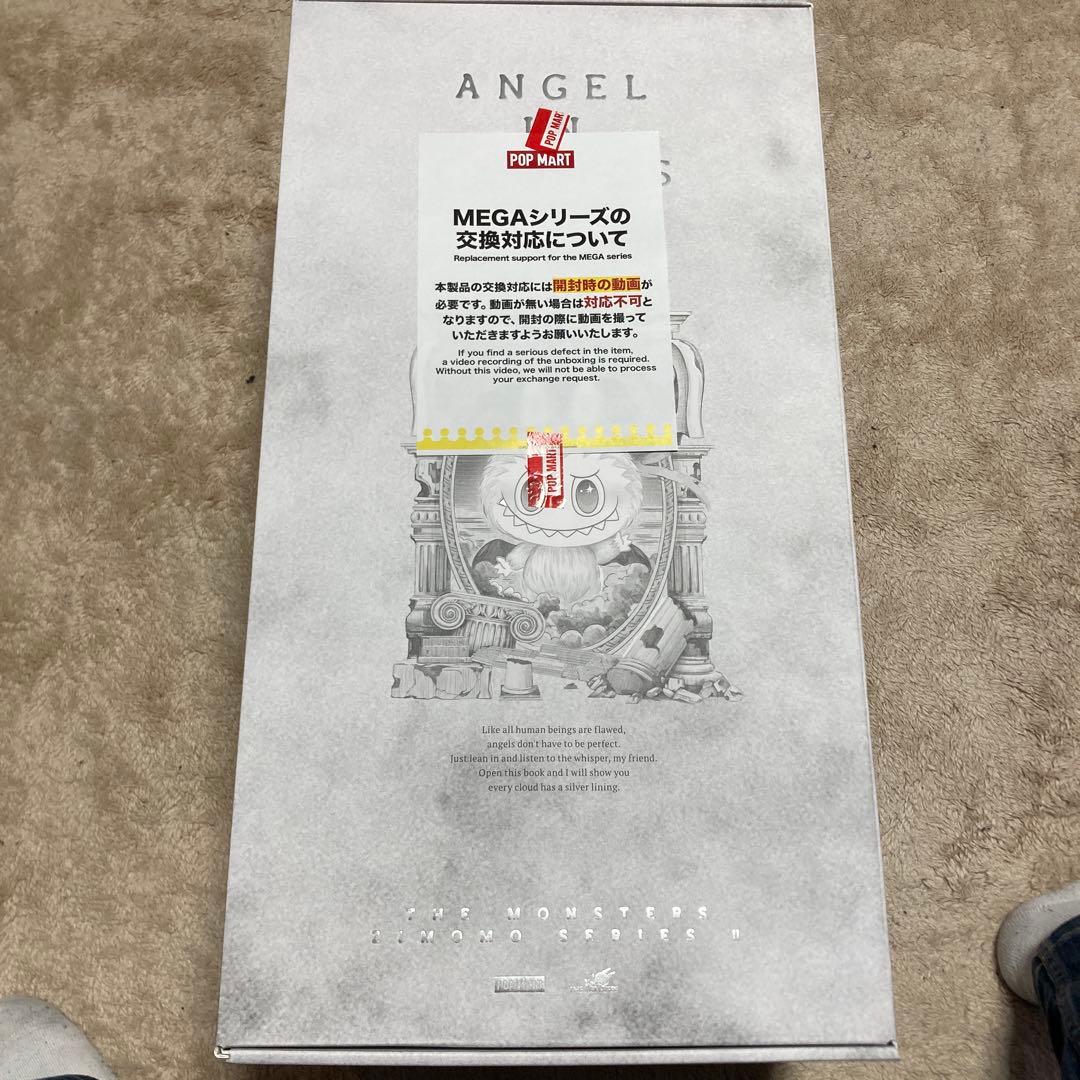 ANGEL
POP MART
POP MART
MEGAシリーズの
交換対応について
Replacement support for the MEGA series
本製品の交換対応には開封時の動画が
必要です。動画が無い場合は対応不可と
なりますので、開封の際に動画を撮って
いただきますようお願いいたします。
If you find a serious defect in the item,
a video recording of the unboxing is required.
Without this video, we will not be able to process
your exchange request.
POP MART
Like all human beings are flawed,
angels don't have to be perfect.
Just lean in and listen to the whisper, my friend.
Open this book and I will show you
every cloud has a silver lining.
THE MONSTERS
ZIMOMO SERIES II
POP MART